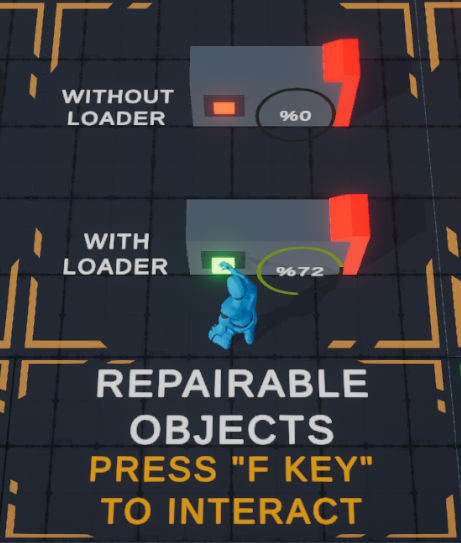 WITHOUT
LOADER
%0
WITH
LOADER
%72
REPAIRABLE
OBJECTS
PRESS "F KEY"
TO INTERACT